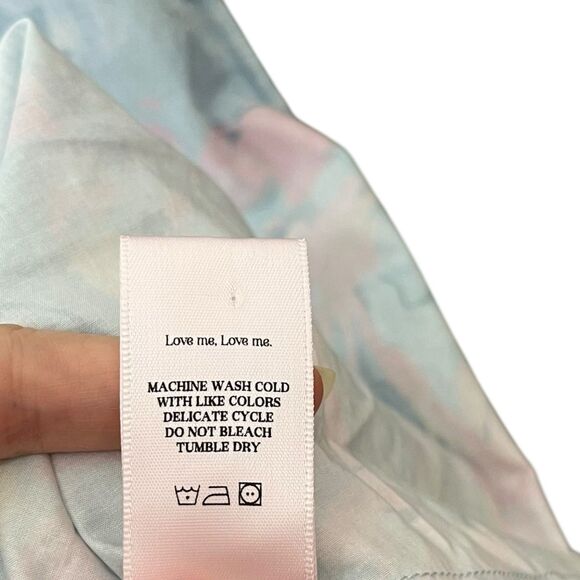 Love me, Love me.
MACHINE WASH COLD
WITH LIKE COLORS
DELICATE CYCLE
DO NOT BLEACH
TUMBLE DRY